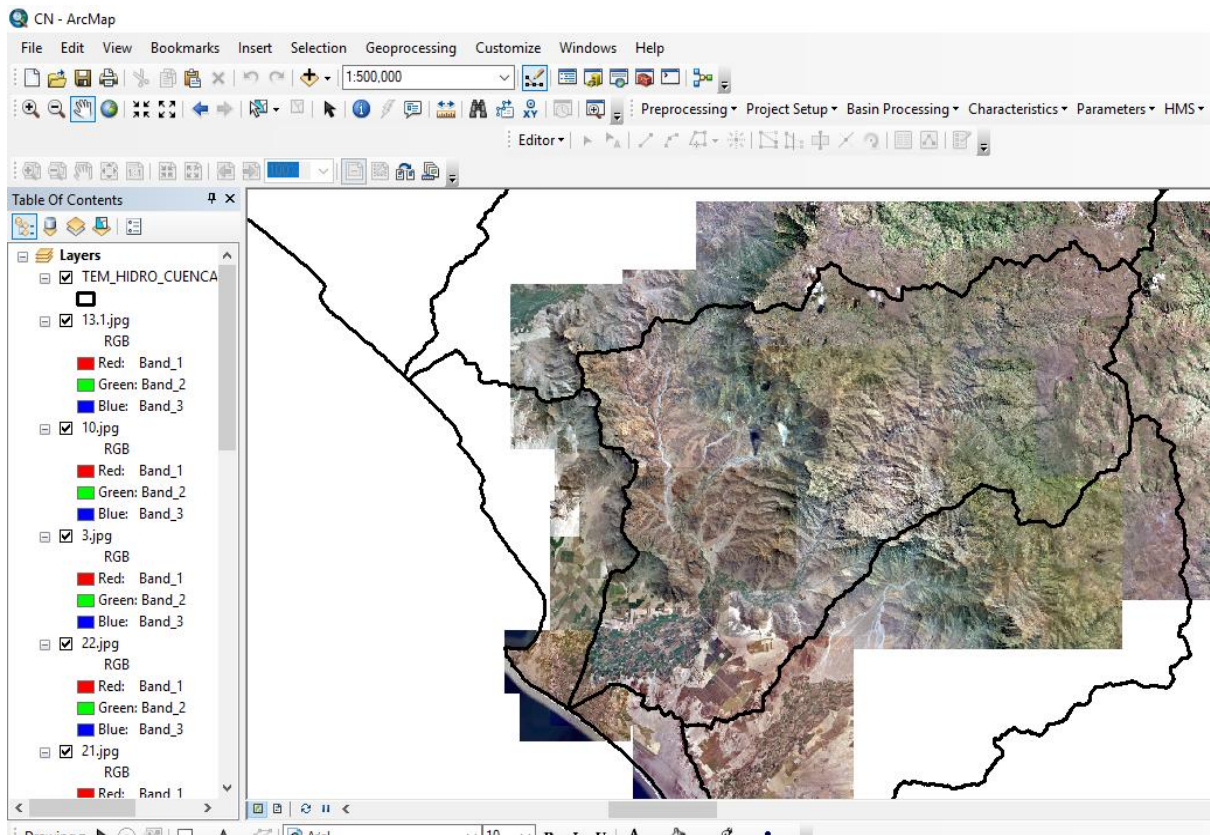 CN - ArcMap
File Edit View Bookmarks Insert Selection Geoprocessing Customize Windows Help
1:500,000
Preprocessing Project Setup Basin Processing Characteristics Parameters HMS
Editor
100%
Table Of Contents
Layers
TEM_HIDRO_CUENCA
13.1.jpg
RGB
Red: Band_1
Green: Band_2
Blue: Band_3
10.jpg
RGB
Red: Band_1
Green: Band_2
Blue: Band_3
3.jpg
RGB
Red: Band_1
Green: Band_2
Blue: Band_3
22.jpg
RGB
Red: Band_1
Green: Band_2
Blue: Band_3
21.jpg
RGB
Red: Band_1
Drawing Arial 10 B I U A